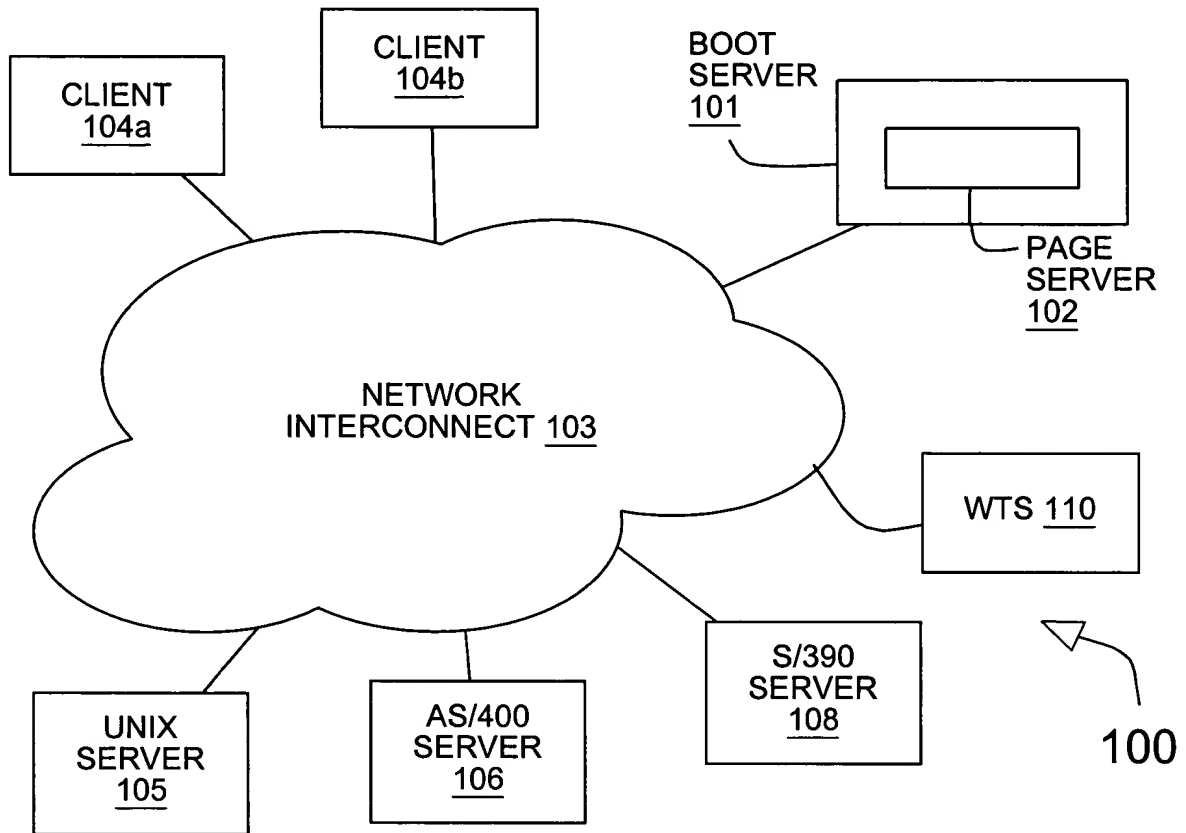 CLIENT
104a
CLIENT
104b
BOOT
SERVER
101
PAGE
SERVER
102
NETWORK
INTERCONNECT 103
WTS 110
UNIX
SERVER
105
AS/400
SERVER
106
S/390
SERVER
108
100